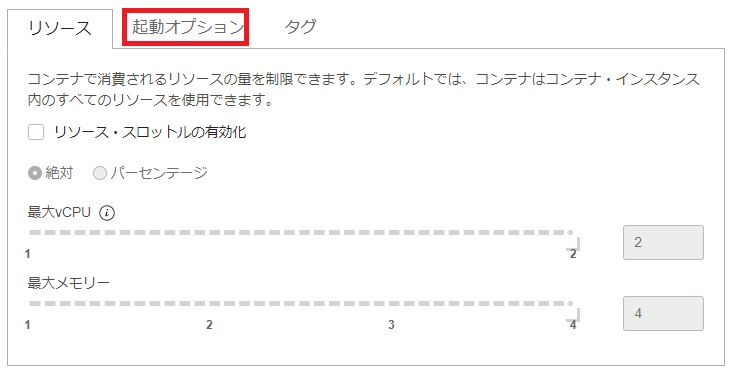 リソース 起動オプション タグ
コンテナで消費されるリソースの量を制限できます。デフォルトでは、コンテナはコンテナ・インスタンス
内のすべてのリソースを使用できます。
リソース・スロットルの有効化
絶対 パーセンテージ
最大vCPU
2
1 2
最大メモリー
4
1 2 3 4